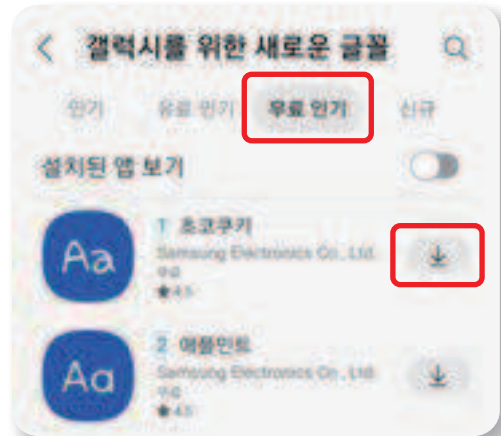 갤럭시를 위한 새로운 글꼴
인기 유료 인기 무료 인기 신규
설치된 앱 보기
Aa
1 초코쿠키
Samsung Electronics Co., Ltd.
무료
★4.5
Aa
2 애플민트
Samsung Electronics Co., Ltd.
무료
★4.5